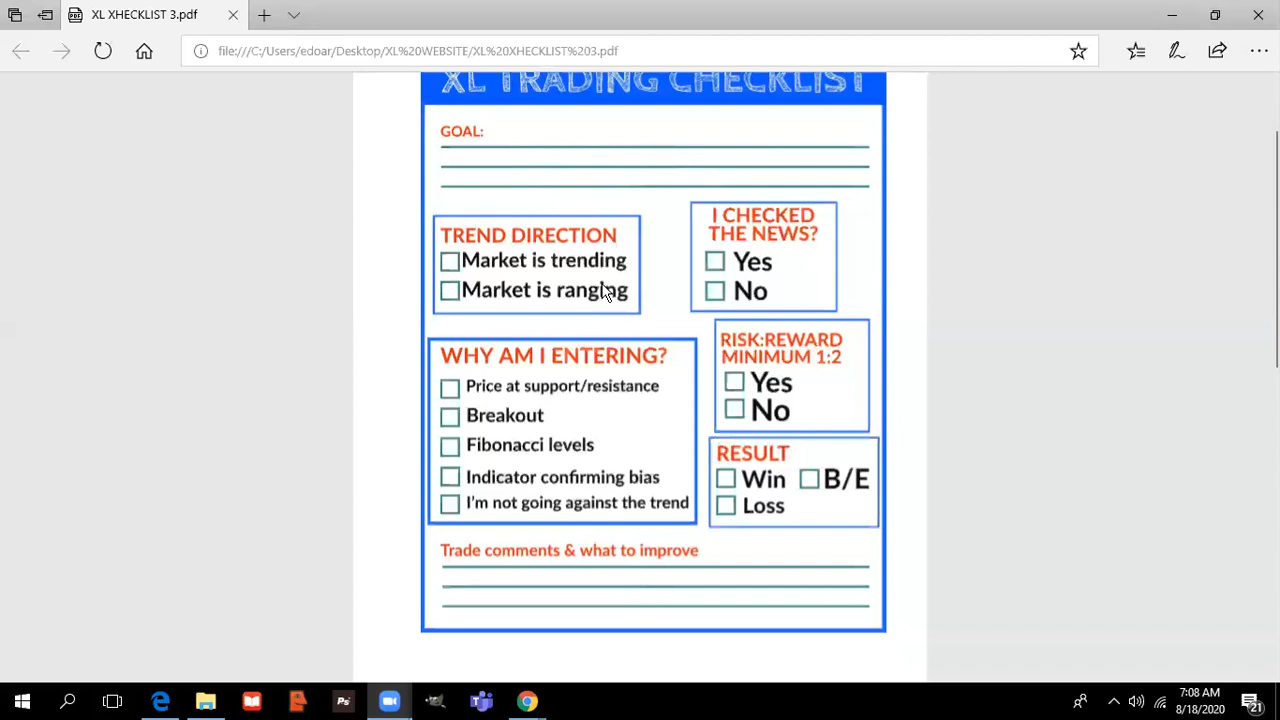 XL XHECKLIST 3.pdf
file:///C:/Users/edoar/Desktop/XL%20WEBSITE/XL%20XHECKLIST%203.pdf
XL TRADING CHECKLIST
GOAL:
TREND DIRECTION
Market is trending
Market is ranging
I CHECKED
THE NEWS?
Yes
No
WHY AM I ENTERING?
Price at support/resistance
Breakout
Fibonacci levels
Indicator confirming bias
I'm not going against the trend
RISK:REWARD
MINIMUM 1:2
Yes
No
RESULT
Win B/E
Loss
Trade comments & what to improve
Ps
7:08 AM
8/18/2020
21